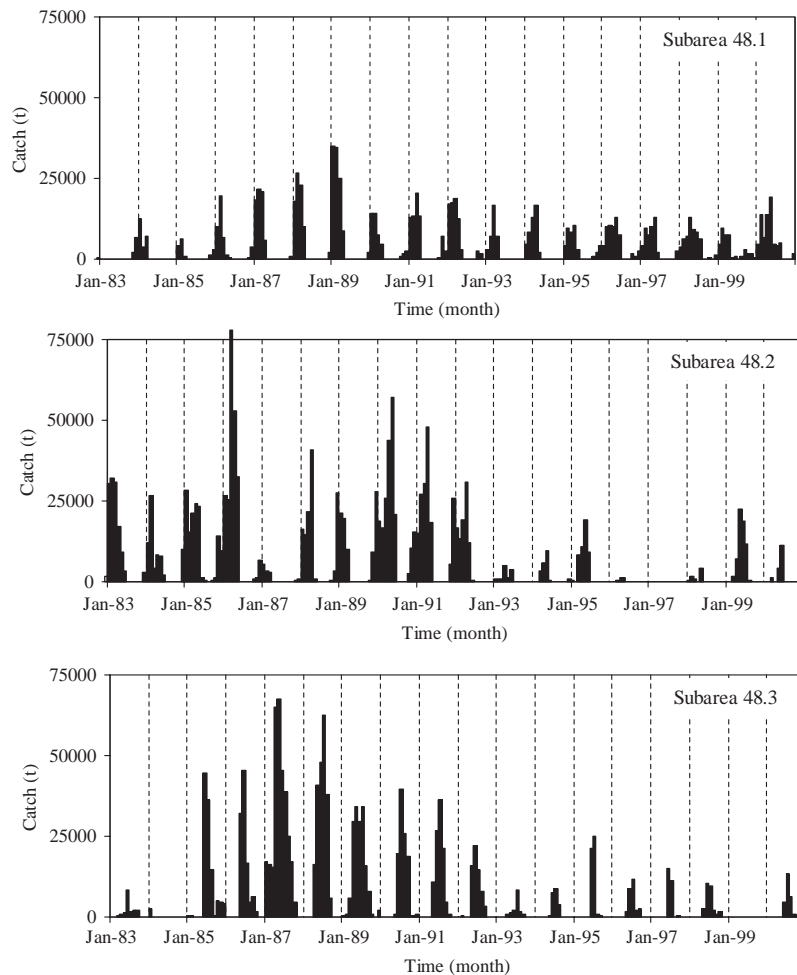 75000
Subarea 48.1
50000
Catch (t)
25000
0
Jan-83 Jan-85 Jan-87 Jan-89 Jan-91 Jan-93 Jan-95 Jan-97 Jan-99
Time (month)
75000
Subarea 48.2
50000
Catch (t)
25000
0
Jan-83 Jan-85 Jan-87 Jan-89 Jan-91 Jan-93 Jan-95 Jan-97 Jan-99
Time (month)
75000
Subarea 48.3
50000
Catch (t)
25000
0
Jan-83 Jan-85 Jan-87 Jan-89 Jan-91 Jan-93 Jan-95 Jan-97 Jan-99
Time (month)